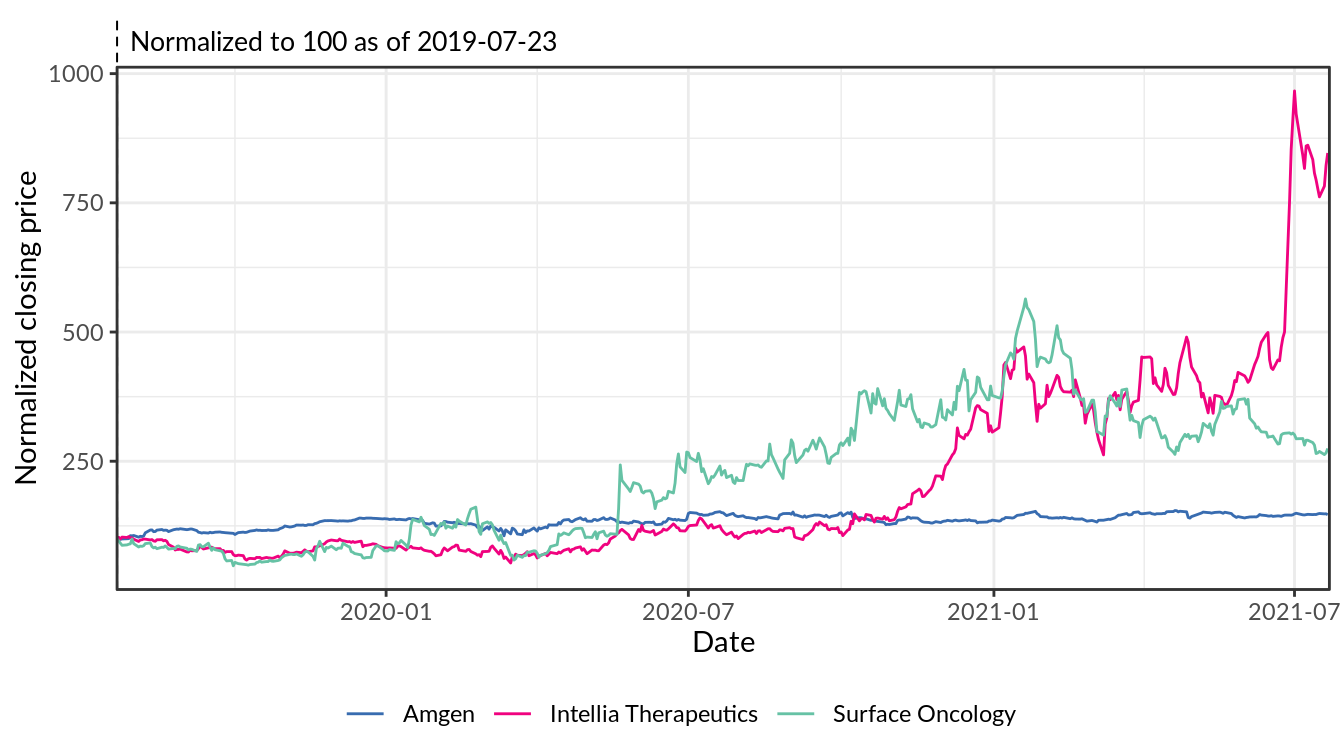 Normalized to 100 as of 2019-07-23
1000
750
500
250
Normalized closing price
2020-01
2020-07
2021-01
2021-07
Date
Amgen
Intellia Therapeutics
Surface Oncology